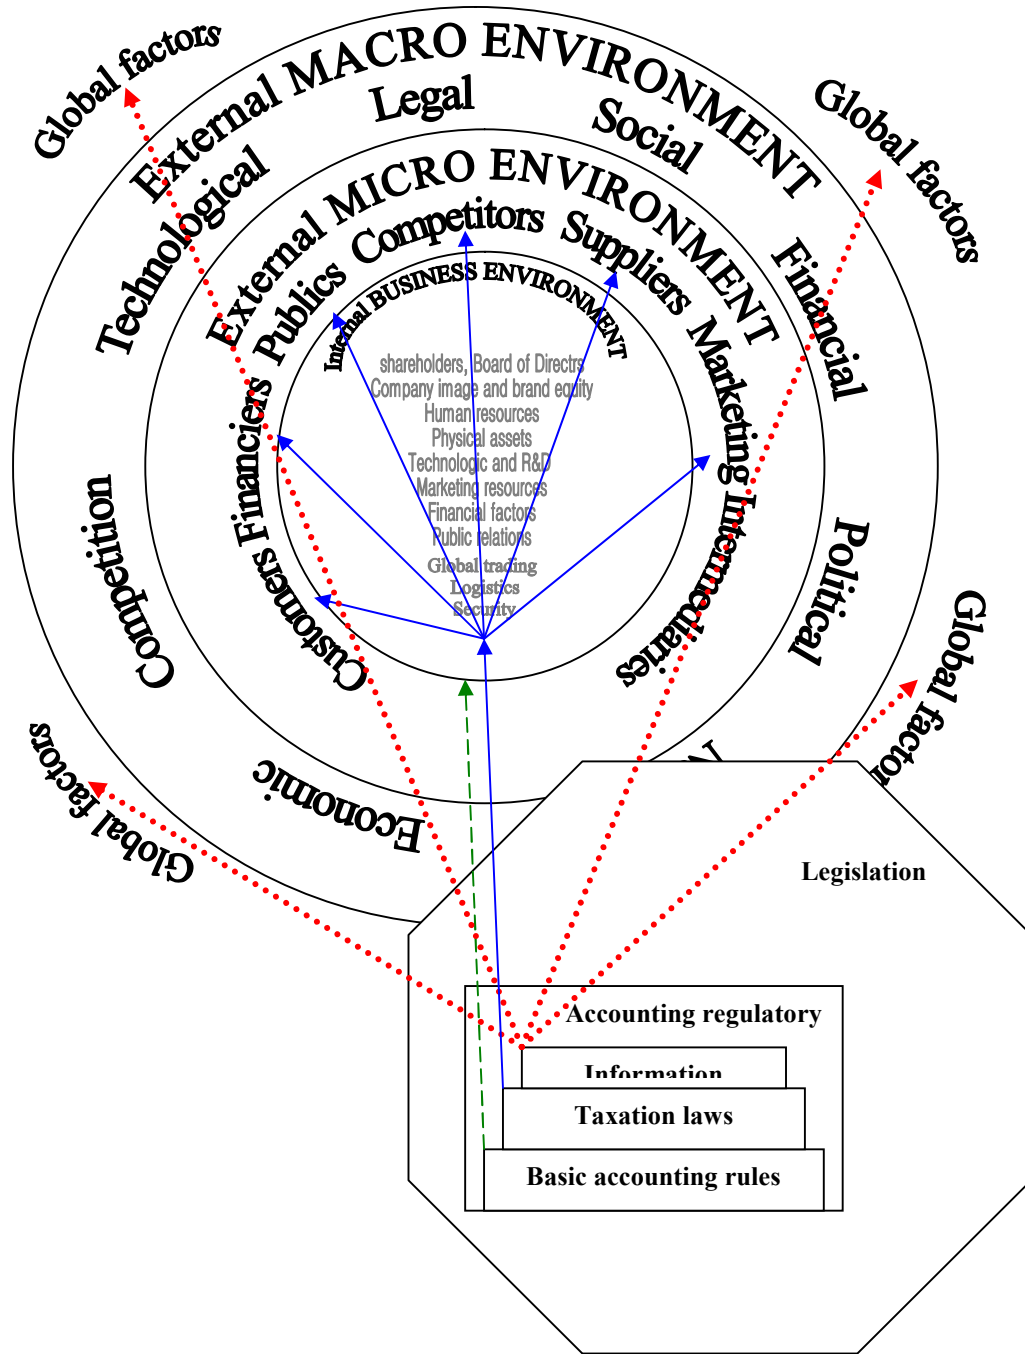 Global factors
Global factors
External MACRO ENVIRONMENT
Legal
Social
Technological
Financial
Competition
Political
Economic
External MICRO ENVIRONMENT
Publics
Competitors
Suppliers
Financiers
Marketing Intermediaries
Customers
Internal BUSINESS ENVIRONMENT
shareholders, Board of Directrs
Company image and brand equity
Human resources
Physical assets
Technologic and R&D
Marketing resources
Financial factors
Public relations
Global trading
Logistics
Security
Global factors
Global factor
Legislation
Accounting regulatory
Information
Taxation laws
Basic accounting rules